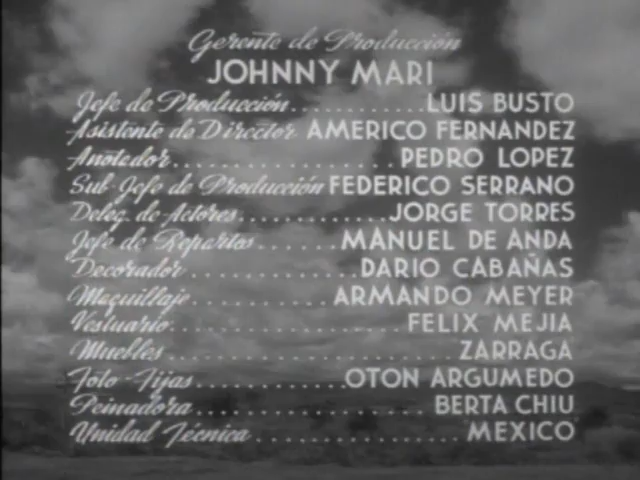 Gerente de Producción
JOHNNY MARI
Jefe de Producción............LUIS BUSTO
Asistente de Director. AMERICO FERNANDEZ
Anotador....................PEDRO LOPEZ
Sub-Jefe de Producción FEDERICO SERRANO
Deleg. de Actores............JORGE TORRES
Jefe de Repartos......MANUEL DE ANDA
Decorador.............DARIO CABAÑAS
Maquillaje............ARMANDO MEYER
Vestuario................FELIX MEJIA
Muebles.....................ZARRAGA
Foto-Fijas............OTON ARGUMEDO
Peinadora.................BERTA CHIU
Unidad Técnica................MEXICO